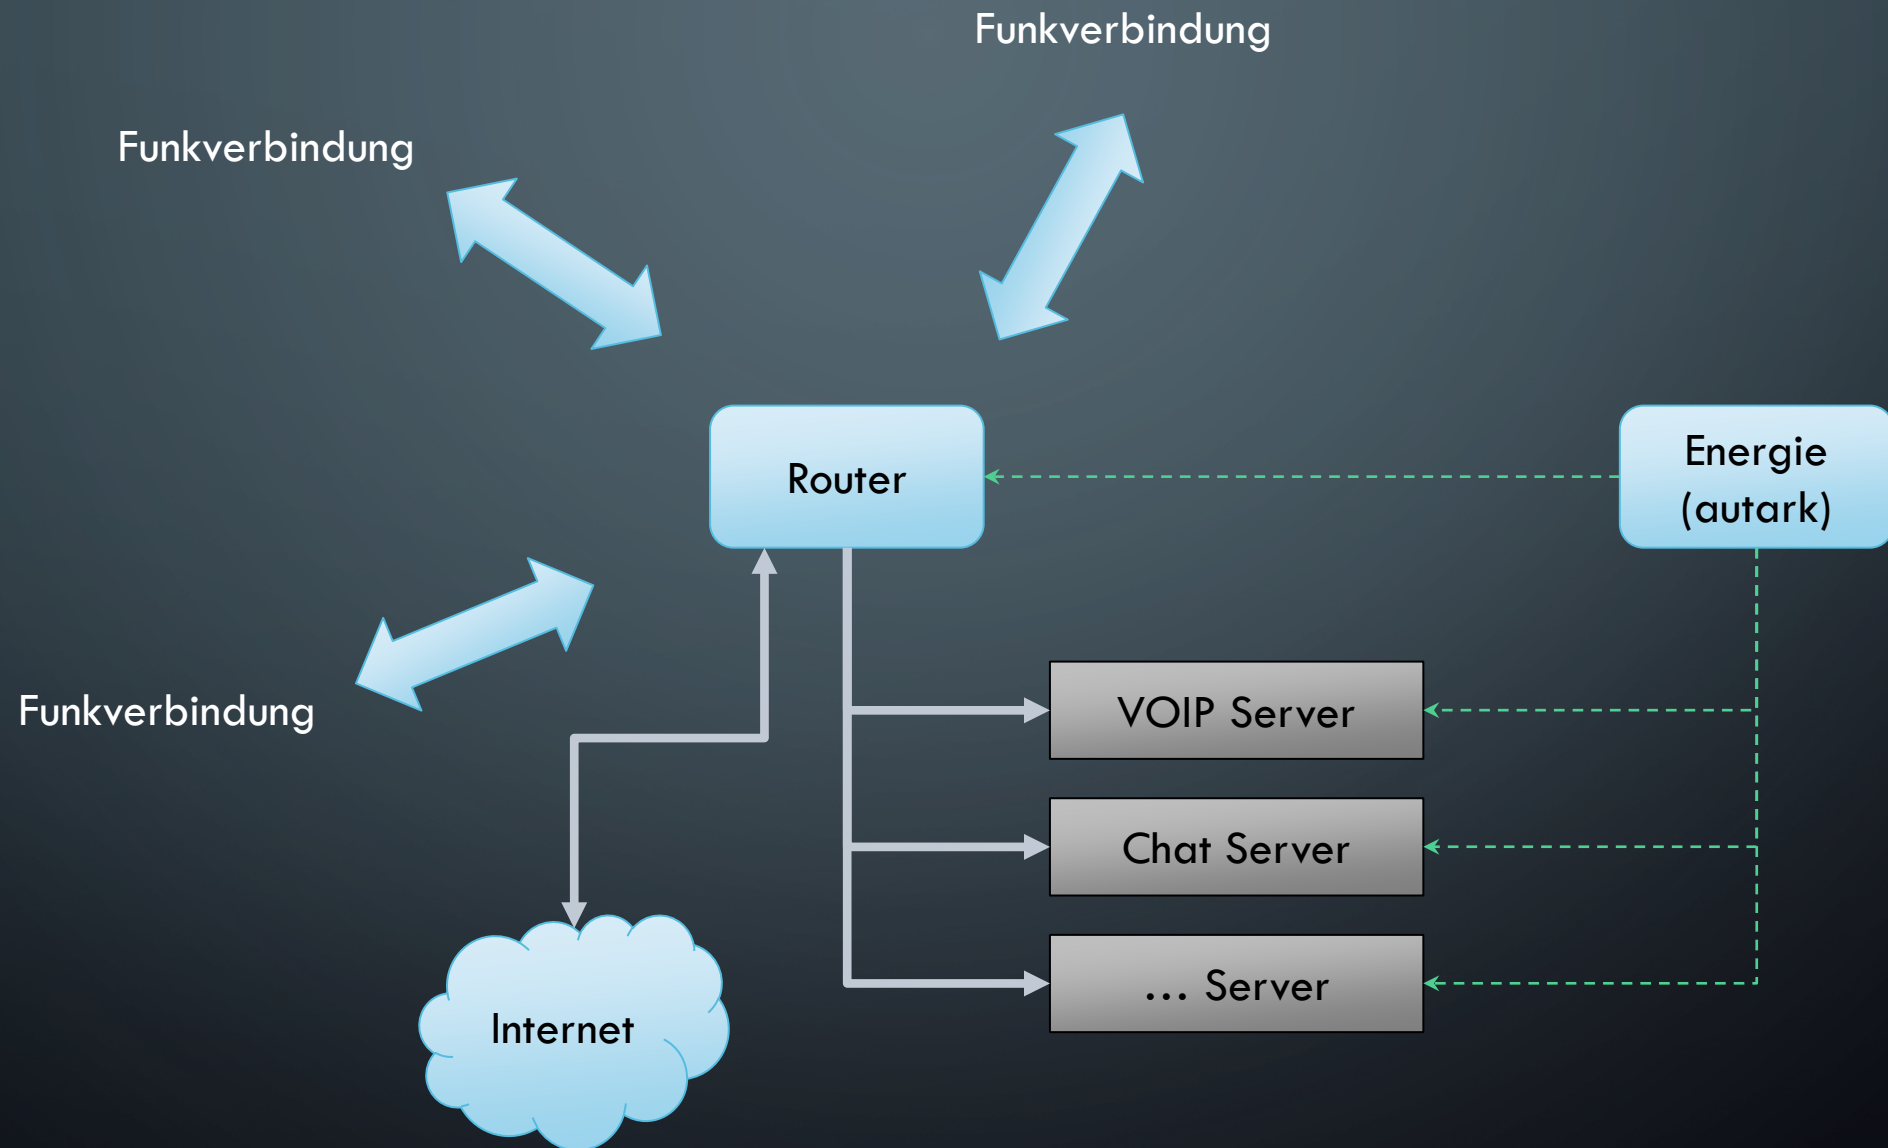 Funkverbindung
Funkverbindung
Router
Energie
(autark)
Funkverbindung
VOIP Server
Chat Server
... Server
Internet